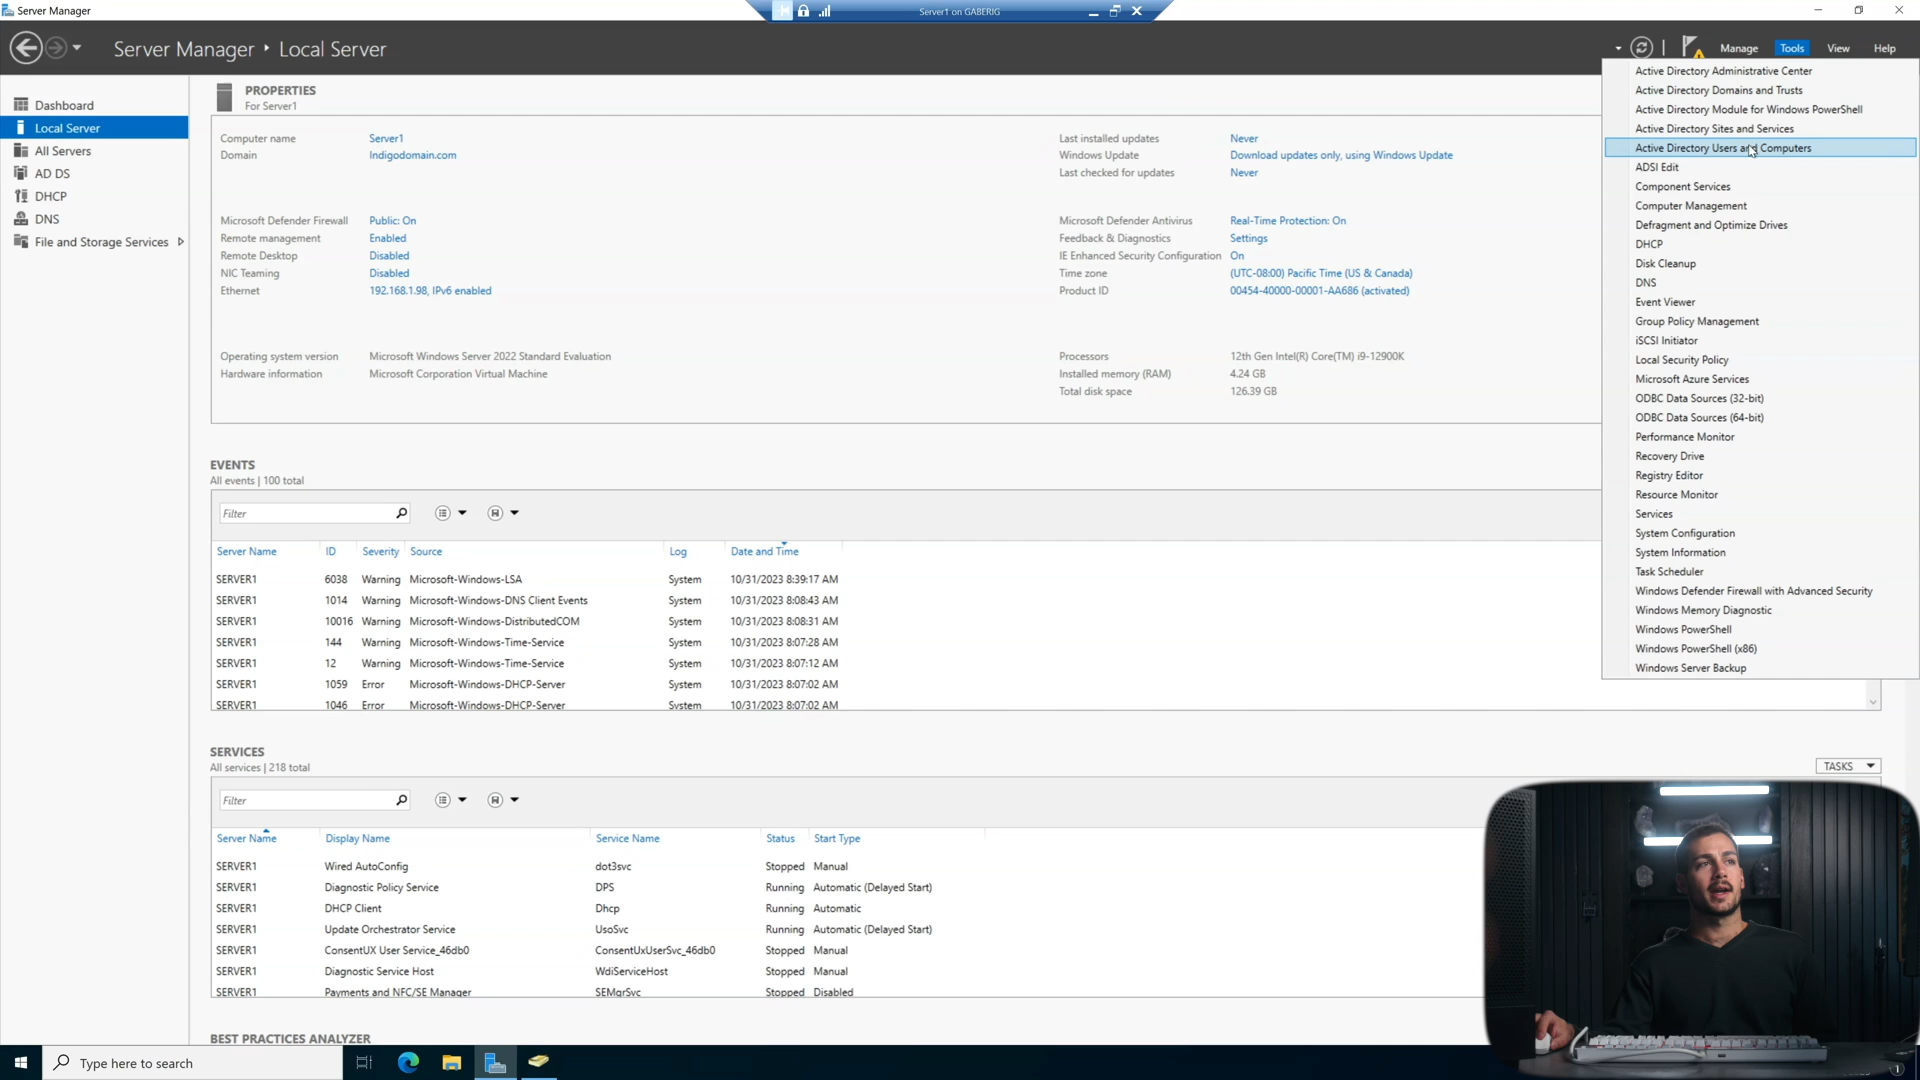 Server Manager
Server1 on GABERIG
Server Manager ‣ Local Server
Manage Tools View Help
Dashboard
Local Server
All Servers
AD DS
DHCP
DNS
File and Storage Services
PROPERTIES
For Server1
Computer name Server1
Domain Indigodomain.com
Last installed updates Never
Windows Update Download updates only, using Windows Update
Last checked for updates Never
Microsoft Defender Firewall Public: On
Remote management Enabled
Remote Desktop Disabled
NIC Teaming Disabled
Ethernet 192.168.1.98, IPv6 enabled
Microsoft Defender Antivirus Real-Time Protection: On
Feedback & Diagnostics Settings
IE Enhanced Security Configuration On
Time zone (UTC-08:00) Pacific Time (US & Canada)
Product ID 00454-40000-00001-AA686 (activated)
Operating system version Microsoft Windows Server 2022 Standard Evaluation
Hardware information Microsoft Corporation Virtual Machine
Processors 12th Gen Intel(R) Core(TM) i9-12900K
Installed memory (RAM) 4.24 GB
Total disk space 126.39 GB
Active Directory Administrative Center
Active Directory Domains and Trusts
Active Directory Module for Windows PowerShell
Active Directory Sites and Services
Active Directory Users and Computers
ADSI Edit
Component Services
Computer Management
Defragment and Optimize Drives
DHCP
Disk Cleanup
DNS
Event Viewer
Group Policy Management
iSCSI Initiator
Local Security Policy
Microsoft Azure Services
ODBC Data Sources (32-bit)
ODBC Data Sources (64-bit)
Performance Monitor
Recovery Drive
Registry Editor
Resource Monitor
Services
System Configuration
System Information
Task Scheduler
Windows Defender Firewall with Advanced Security
Windows Memory Diagnostic
Windows PowerShell
Windows PowerShell (x86)
Windows Server Backup
EVENTS
All events | 100 total
Filter
Server Name ID Severity Source Log Date and Time
SERVER1 6038 Warning Microsoft-Windows-LSA System 10/31/2023 8:39:17 AM
SERVER1 1014 Warning Microsoft-Windows-DNS Client Events System 10/31/2023 8:08:43 AM
SERVER1 10016 Warning Microsoft-Windows-DistributedCOM System 10/31/2023 8:08:31 AM
SERVER1 144 Warning Microsoft-Windows-Time-Service System 10/31/2023 8:07:28 AM
SERVER1 12 Warning Microsoft-Windows-Time-Service System 10/31/2023 8:07:12 AM
SERVER1 1059 Error Microsoft-Windows-DHCP-Server System 10/31/2023 8:07:02 AM
SERVER1 1046 Error Microsoft-Windows-DHCP-Server System 10/31/2023 8:07:02 AM
SERVICES
All services | 218 total
TASKS
Filter
Server Name Display Name Service Name Status Start Type
SERVER1 Wired AutoConfig dot3svc Stopped Manual
SERVER1 Diagnostic Policy Service DPS Running Automatic (Delayed Start)
SERVER1 DHCP Client Dhcp Running Automatic
SERVER1 Update Orchestrator Service UsoSvc Running Automatic (Delayed Start)
SERVER1 ConsentUX User Service_46db0 ConsentUxUserSvc_46db0 Stopped Manual
SERVER1 Diagnostic Service Host WdiServiceHost Stopped Manual
SERVER1 Payments and NFC/SE Manager SEMgrSvc Stopped Disabled
BEST PRACTICES ANALYZER
Type here to search
1